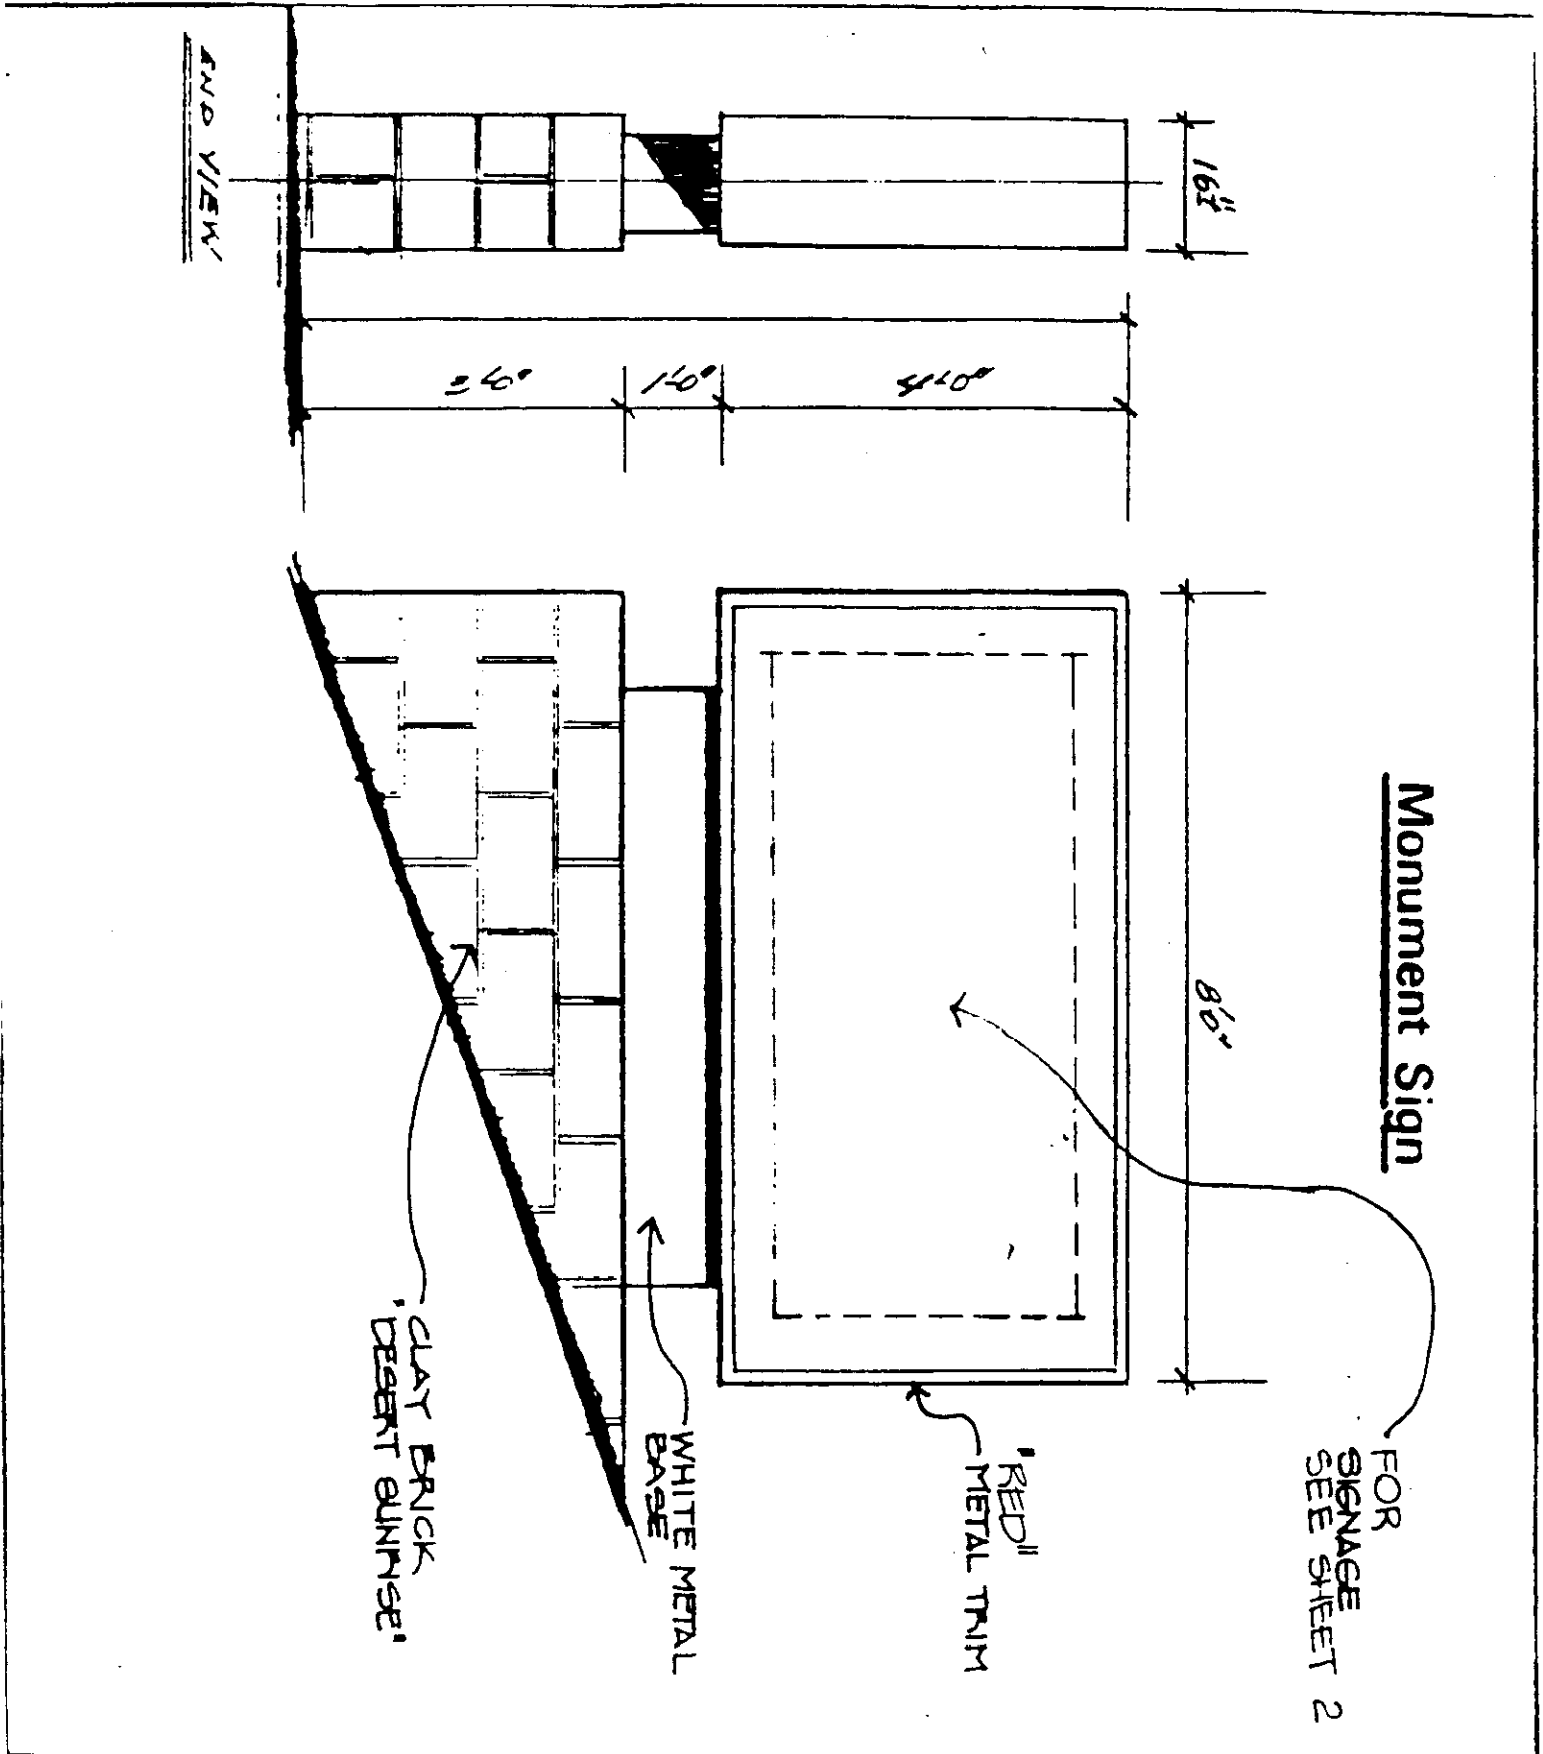 Monument Sign
FOR
SIGNAGE
SEE SHEET 2
8'0"
"RED"
METAL TRIM
WHITE METAL
BASE
CLAY BRICK
"DESERT SUNRISE"
1'0"
END VIEW